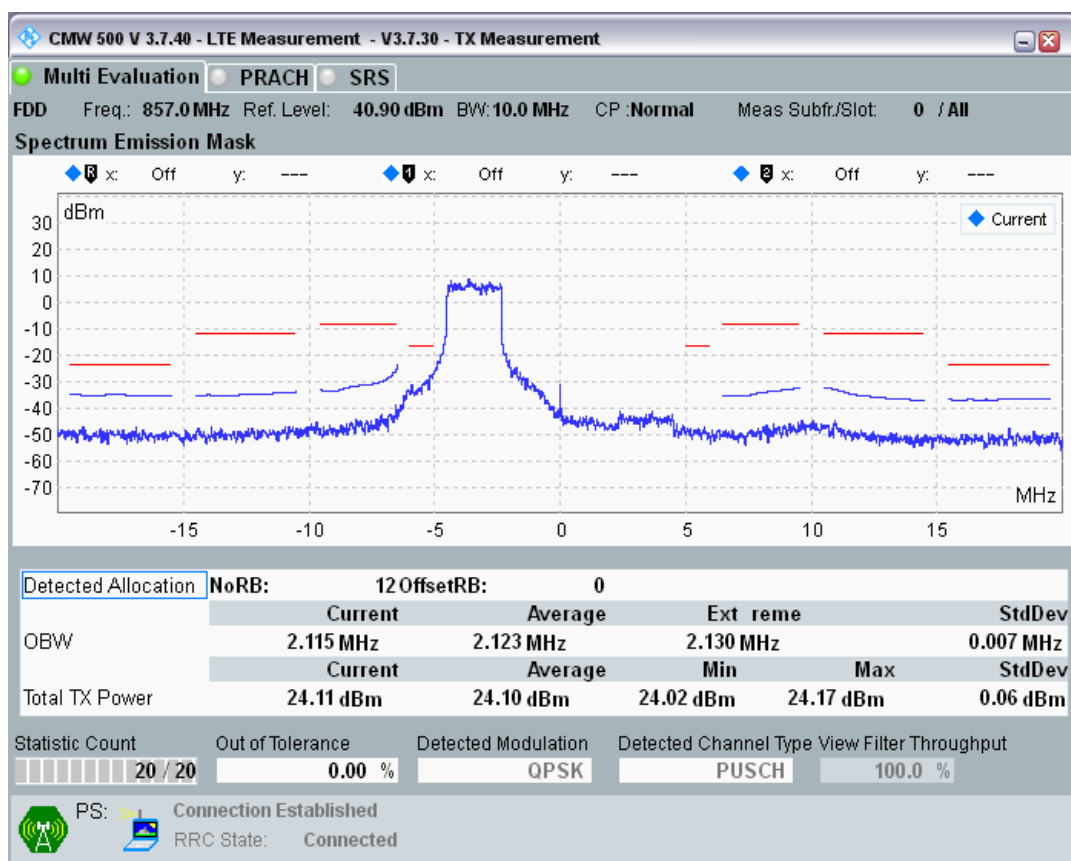 CMW 500 V 3.7.40 - LTE Measurement - V3.7.30 - TX Measurement
Multi Evaluation PRACH SRS
FDD Freq.: 857.0 MHz Ref. Level: 40.90 dBm BW: 10.0 MHz CP :Normal Meas Subfr./Slot: 0 / All
Spectrum Emission Mask
R x: Off y: --- 1 x: Off y: --- 2 x: Off y: ---
dBm
Current
30
20
10
0
-10
-20
-30
-40
-50
-60
-70
MHz
-15 -10 -5 0 5 10 15
Detected Allocation NoRB: 12 OffsetRB: 0
Current Average Ext reme StdDev
OBW 2.115 MHz 2.123 MHz 2.130 MHz 0.007 MHz
Current Average Min Max StdDev
Total TX Power 24.11 dBm 24.10 dBm 24.02 dBm 24.17 dBm 0.06 dBm
Statistic Count Out of Tolerance Detected Modulation Detected Channel Type View Filter Throughput
20 / 20 0.00 % QPSK PUSCH 100.0 %
PS: Connection Established
RRC State: Connected